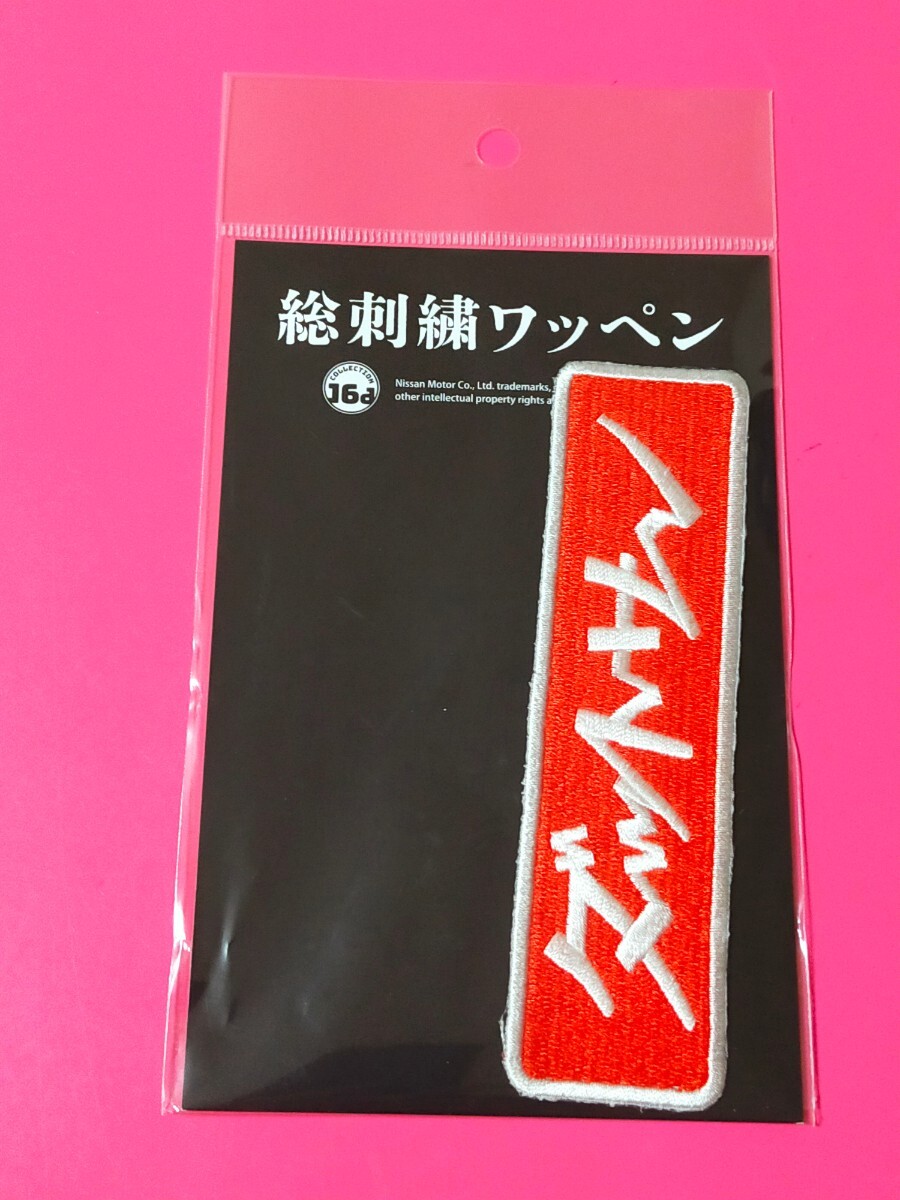 総刺繍ワッペン
COLLECTION
16d
Nissan Motor Co., Ltd. trademarks,
other intellectual property rights